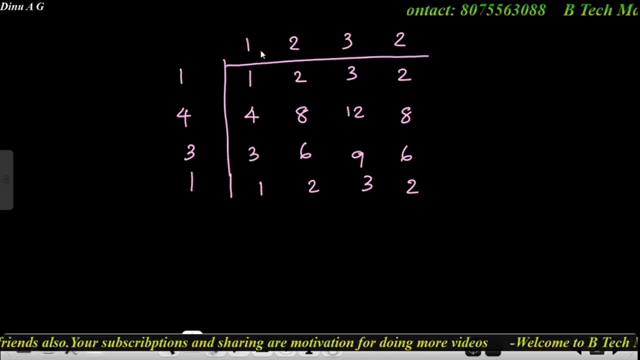 Dinu A G
ontact: 8075563088 B Tech Ma
1 2 3 2
1 1 2 3 2
4 4 8 12 8
3 3 6 9 6
1 1 2 3 2
friends also.Your subscribptions and sharing are motivation for doing more videos -Welcome to B Tech M